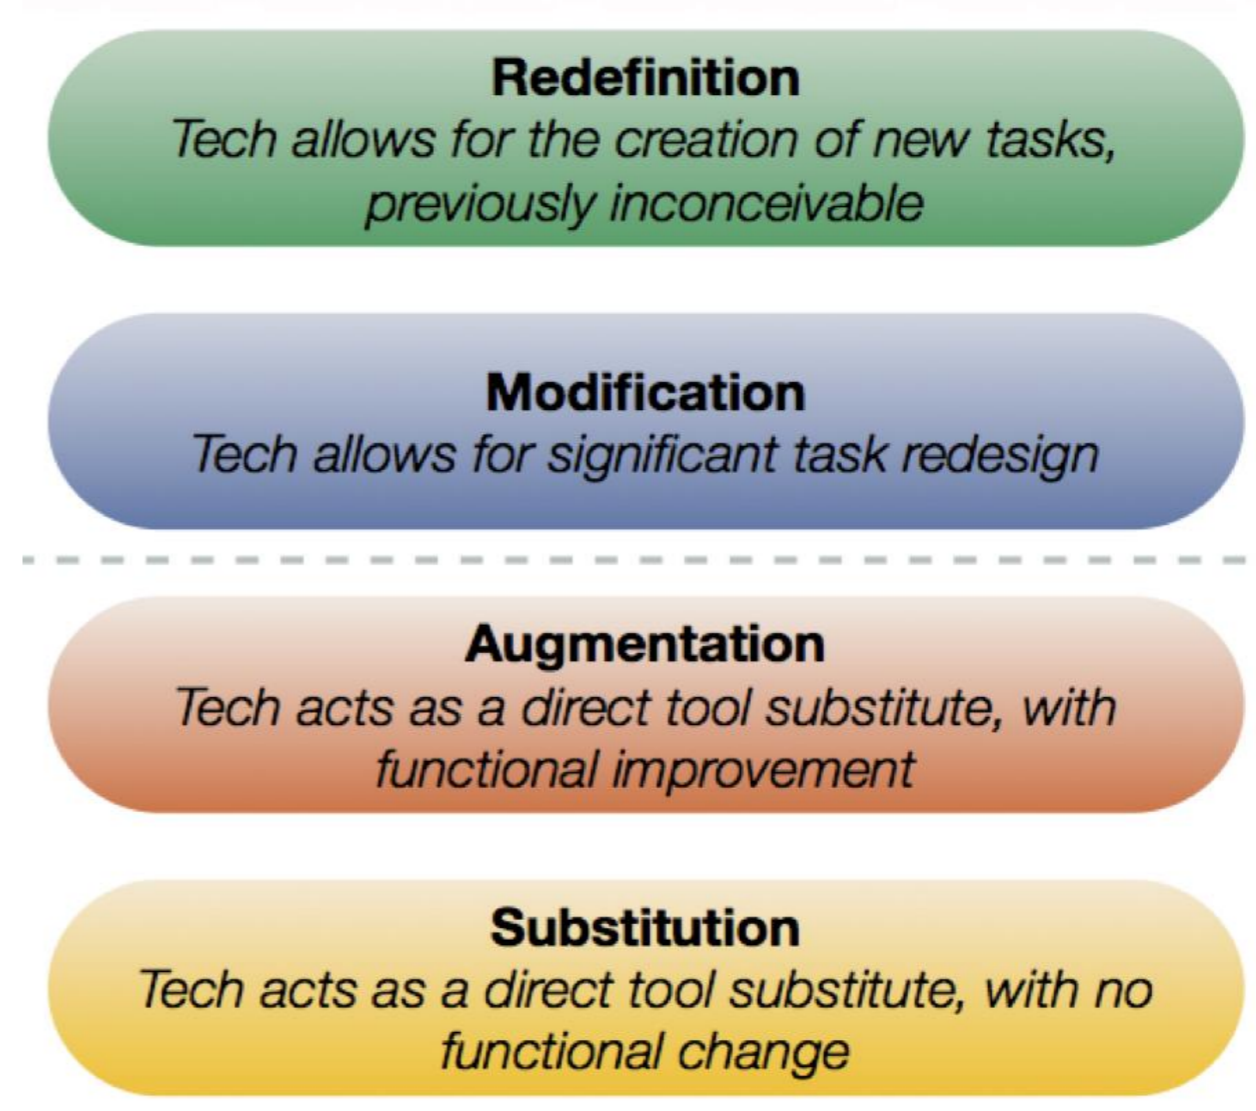 Redefinition
Tech allows for the creation of new tasks,
previously inconceivable
Modification
Tech allows for significant task redesign
Augmentation
Tech acts as a direct tool substitute, with
functional improvement
Substitution
Tech acts as a direct tool substitute, with no
functional change